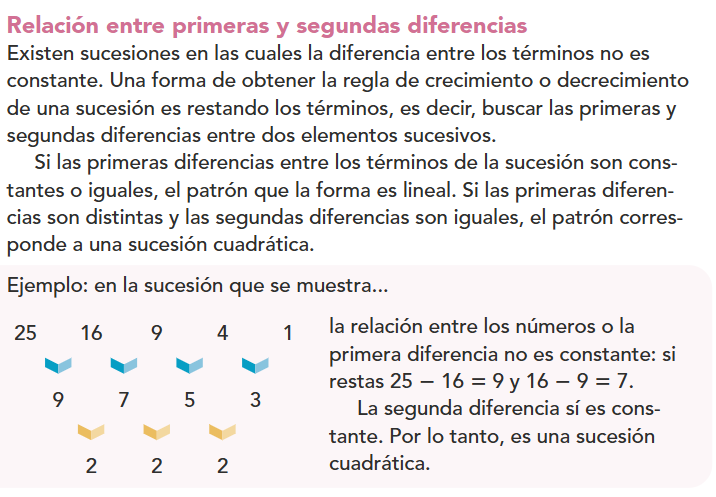 Relación entre primeras y segundas diferencias
Existen sucesiones en las cuales la diferencia entre los términos no es
constante. Una forma de obtener la regla de crecimiento o decrecimiento
de una sucesión es restando los términos, es decir, buscar las primeras y
segundas diferencias entre dos elementos sucesivos.
Si las primeras diferencias entre los términos de la sucesión son cons-
tantes o iguales, el patrón que la forma es lineal. Si las primeras diferen-
cias son distintas y las segundas diferencias son iguales, el patrón corres-
ponde a una sucesión cuadrática.
Ejemplo: en la sucesión que se muestra...
25 16 9 4 1
9 7 5 3
2 2 2
la relación entre los números o la
primera diferencia no es constante: si
restas 25 − 16 = 9 y 16 − 9 = 7.
La segunda diferencia sí es cons-
tante. Por lo tanto, es una sucesión
cuadrática.